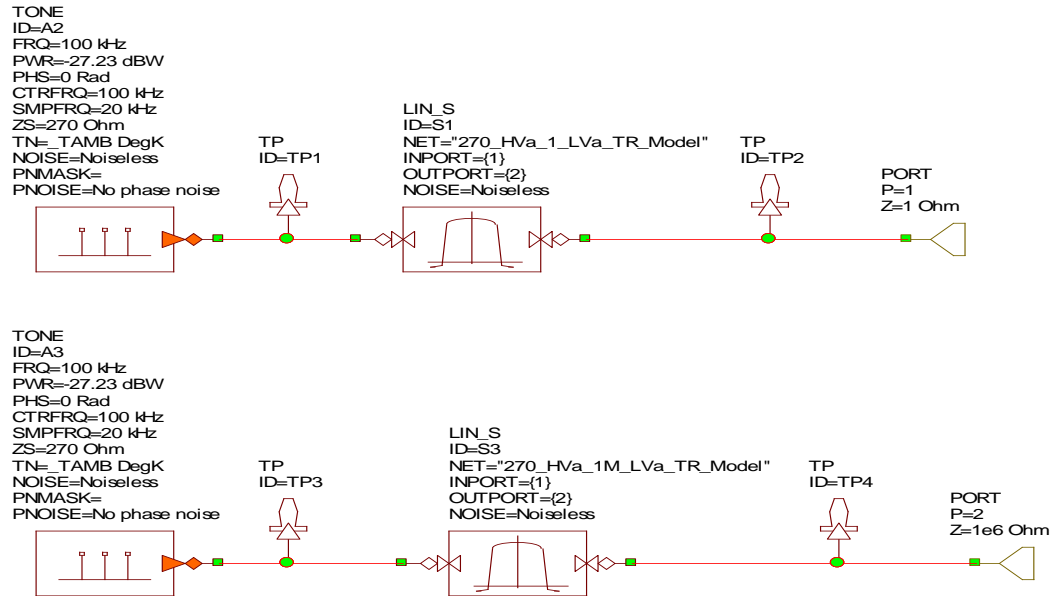 TONE
ID=A2
FRQ=100 kHz
PWR=-27.23 dBW
PHS=0 Rad
CTRFRQ=100 kHz
SMPFRQ=20 kHz
ZS=270 Ohm
TN=_TAMB DegK
NOISE=Noiseless
PNMASK=
PNOISE=No phase noise
TP
ID=TP1
LIN_S
ID=S1
NET="270_HVa_1_LVa_TR_Model"
INPORT={1}
OUTPORT={2}
NOISE=Noiseless
TP
ID=TP2
PORT
P=1
Z=1 Ohm
TONE
ID=A3
FRQ=100 kHz
PWR=-27.23 dBW
PHS=0 Rad
CTRFRQ=100 kHz
SMPFRQ=20 kHz
ZS=270 Ohm
TN=_TAMB DegK
NOISE=Noiseless
PNMASK=
PNOISE=No phase noise
TP
ID=TP3
LIN_S
ID=S3
NET="270_HVa_1M_LVa_TR_Model"
INPORT={1}
OUTPORT={2}
NOISE=Noiseless
TP
ID=TP4
PORT
P=2
Z=1e6 Ohm